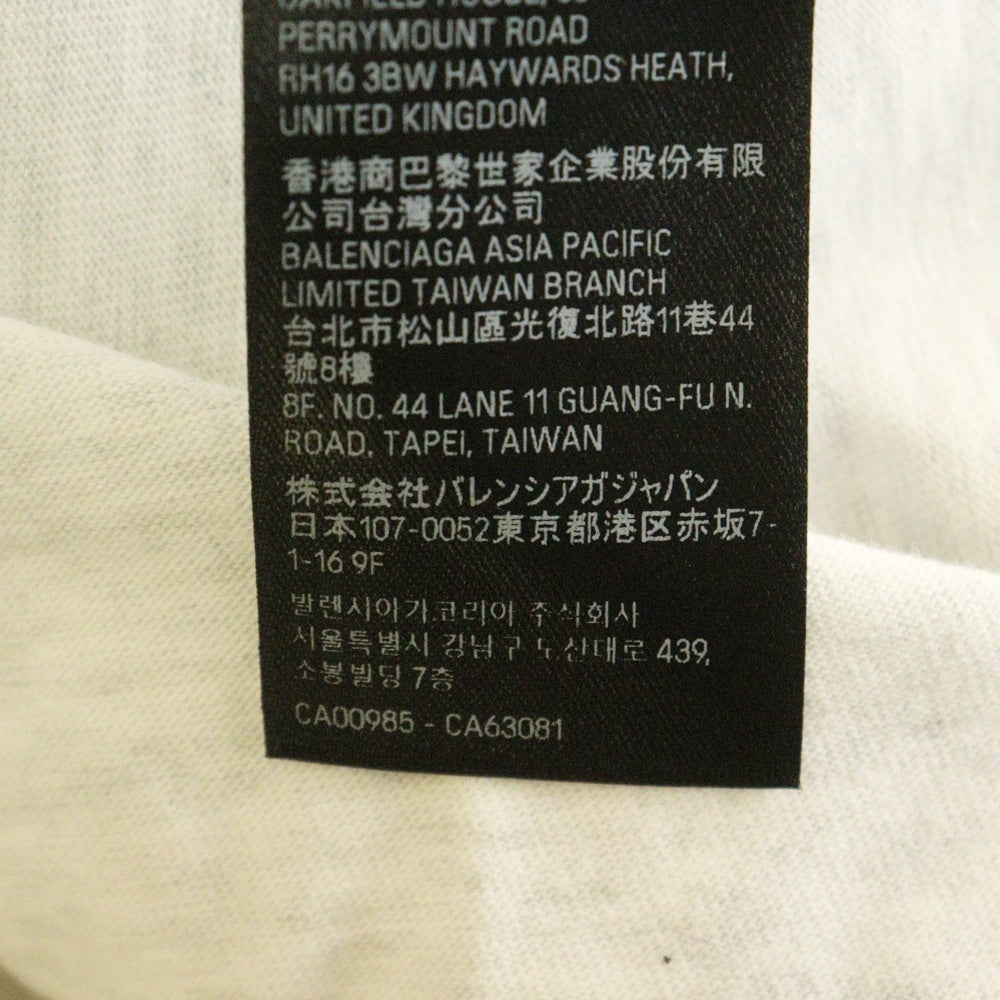 PERRYMOUNT ROAD
RH16 3BW HAYWARDS HEATH,
UNITED KINGDOM
香港商巴黎世家企業股份有限
公司台灣分公司
BALENCIAGA ASIA PACIFIC
LIMITED TAIWAN BRANCH
台北市松山區光復北路11巷44
號8樓
8F. NO. 44 LANE 11 GUANG-FU N.
ROAD. TAPEI, TAIWAN
株式会社バレンシアガジャパン
日本107-0052東京都港区赤坂7-
1-16 9F
발렌시아가코리아 주식회사
서울특별시 강남구 도산대로 439,
소봉빌딩 7층
CA00985 - CA63081